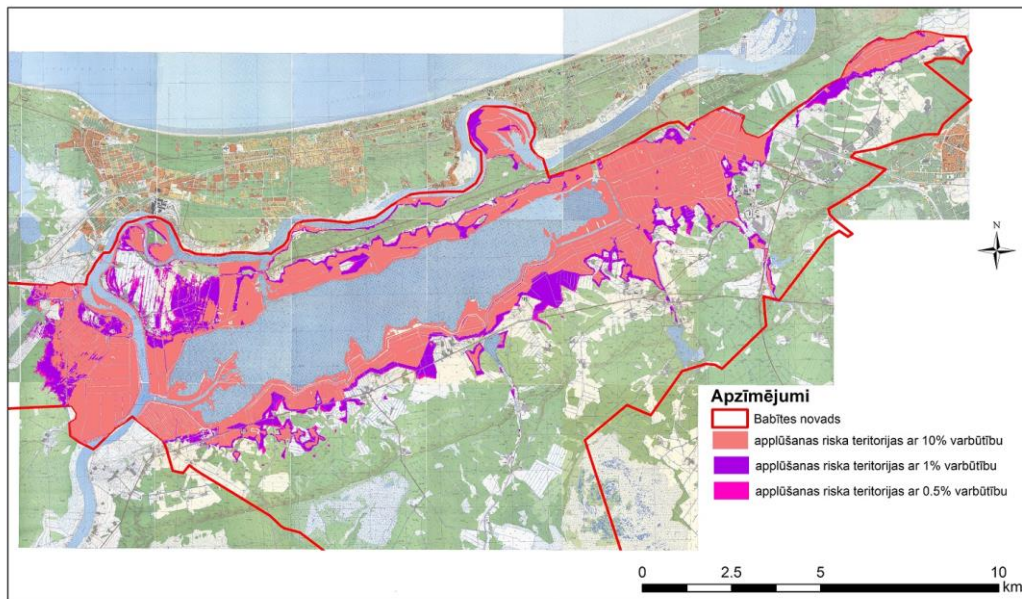 N
Apzīmējumi
Babītes novads
applūšanas riska teritorijas ar 10% varbūtību
applūšanas riska teritorijas ar 1% varbūtību
applūšanas riska teritorijas ar 0.5% varbūtību
0 2.5 5 10
km